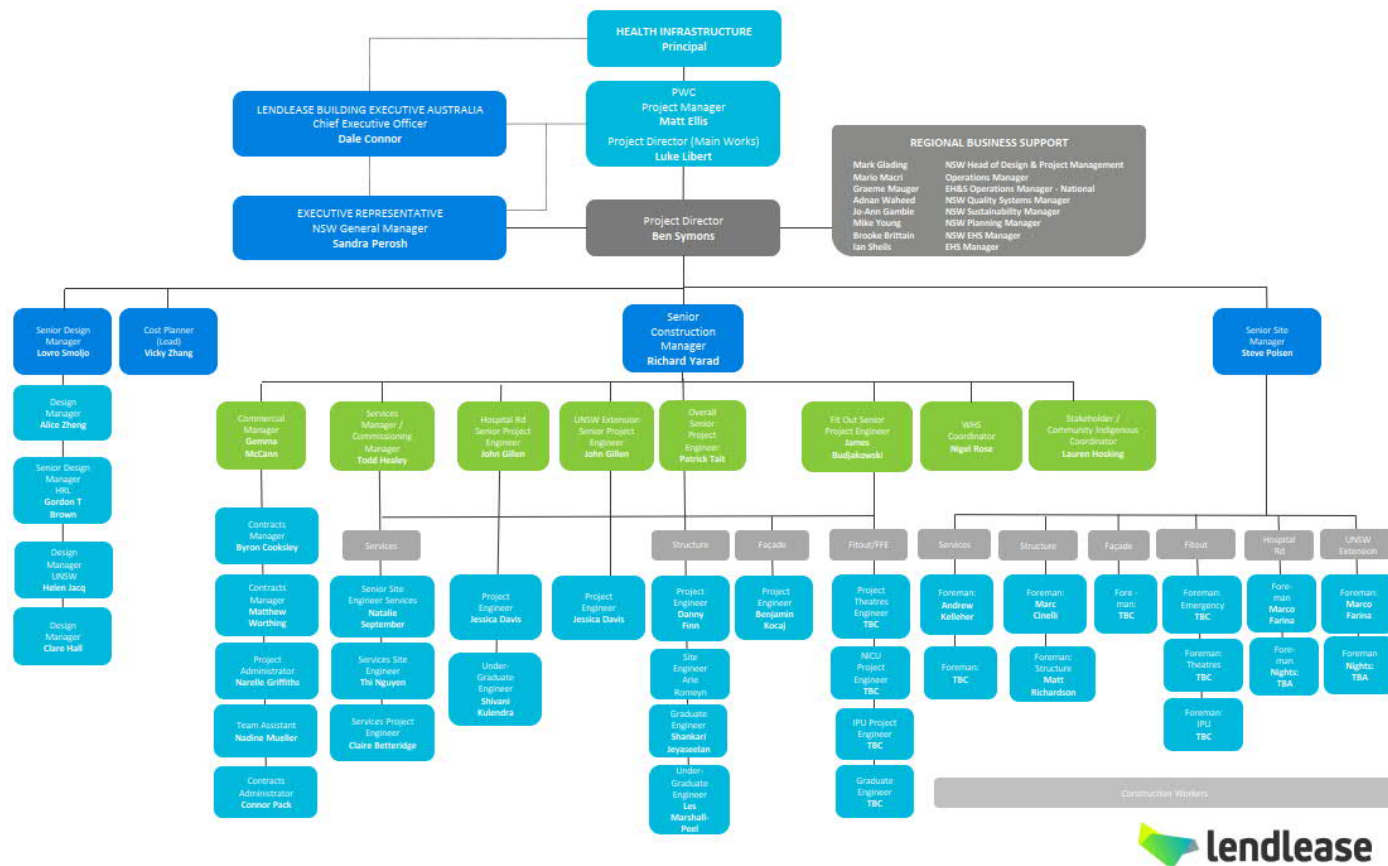 HEALTH INFRASTRUCTURE
Principal
PWC
Project Manager
Matt Ellis
Project Director (Main Works)
Luke Libert
LENDLEASE BUILDING EXECUTIVE AUSTRALIA
Chief Executive Officer
Dale Connor
EXECUTIVE REPRESENTATIVE
NSW General Manager
Sandra Perosh
Project Director
Ben Symons
REGIONAL BUSINESS SUPPORT
Mark Glading NSW Head of Design & Project Management
Mario Macri Operations Manager
Graeme Mauger EH&S Operations Manager - National
Adnan Waheed NSW Quality Systems Manager
Jo-Ann Gamble NSW Sustainability Manager
Mike Young NSW Planning Manager
Brooke Brittain NSW EHS Manager
Ian Sheils EHS Manager
Senior Design
Manager
Lovro Smoljo
Cost Planner
(Lead)
Vicky Zhang
Senior
Construction
Manager
Richard Yarad
Senior Site
Manager
Steve Polsen
Design
Manager
Alice Zheng
Senior Design
Manager
HRL
Gordon T
Brown
Design
Manager
UNSW
Helen Jacq
Design
Manager
Clare Hall
Commercial
Manager
Gemma
McCann
Services
Manager /
Commissioning
Manager
Todd Healey
Hospital Rd
Senior Project
Engineer
John Gillen
UNSW Extension
Senior Project
Engineer
John Gillen
Overall
Senior
Project
Engineer
Patrick Tait
Fit Out Senior
Project Engineer
James
Budjakowski
WHS
Coordinator
Nigel Rose
Stakeholder /
Community Indigenous
Coordinator
Lauren Hosking
Contracts
Manager
Byron Cooksley
Contracts
Manager
Matthew
Worthing
Project
Administrator
Narelle Griffiths
Team Assistant
Nadine Mueller
Contracts
Administrator
Connor Pack
Services
Senior Site
Engineer Services
Natalie
September
Services Site
Engineer
Thi Nguyen
Services Project
Engineer
Claire Betteridge
Project
Engineer
Jessica Davis
Under-
Graduate
Engineer
Shivani
Kulendra
Project
Engineer
Jessica Davis
Structure
Project
Engineer
Danny
Finn
Site
Engineer
Arie
Romeyn
Graduate
Engineer
Shankari
Jeyaseelan
Under-
Graduate
Engineer
Les
Marshall-
Peel
Façade
Project
Engineer
Benjamin
Kocaj
Fitout/FFE
Project
Theatres
Engineer
TBC
NICU
Project
Engineer
TBC
IPU Project
Engineer
TBC
Graduate
Engineer
TBC
Services
Foreman:
Andrew
Kelleher
Foreman:
TBC
Structure
Foreman:
Marc
Cinelli
Foreman:
Structure
Matt
Richardson
Façade
Fore -
man:
TBC
Fitout
Foreman:
Emergency
TBC
Foreman:
Theatres
TBC
Foreman:
IPU
TBC
Hospital
Rd
Fore-
man
Marco
Farina
Fore-
man
Nights:
TBA
UNSW
Extension
Foreman:
Marco
Farina
Foreman
Nights:
TBA
Construction Workers
lendlease